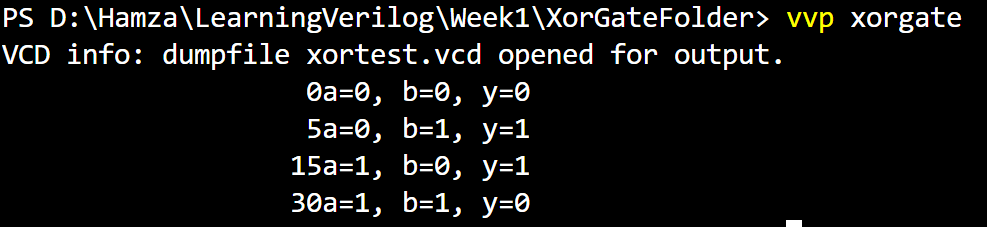 PS D:\Hamza\LearningVerilog\Week1\XorGateFolder> vvp xorgate
VCD info: dumpfile xortest.vcd opened for output.
                   0a=0, b=0, y=0
                   5a=0, b=1, y=1
                  15a=1, b=0, y=1
                  30a=1, b=1, y=0